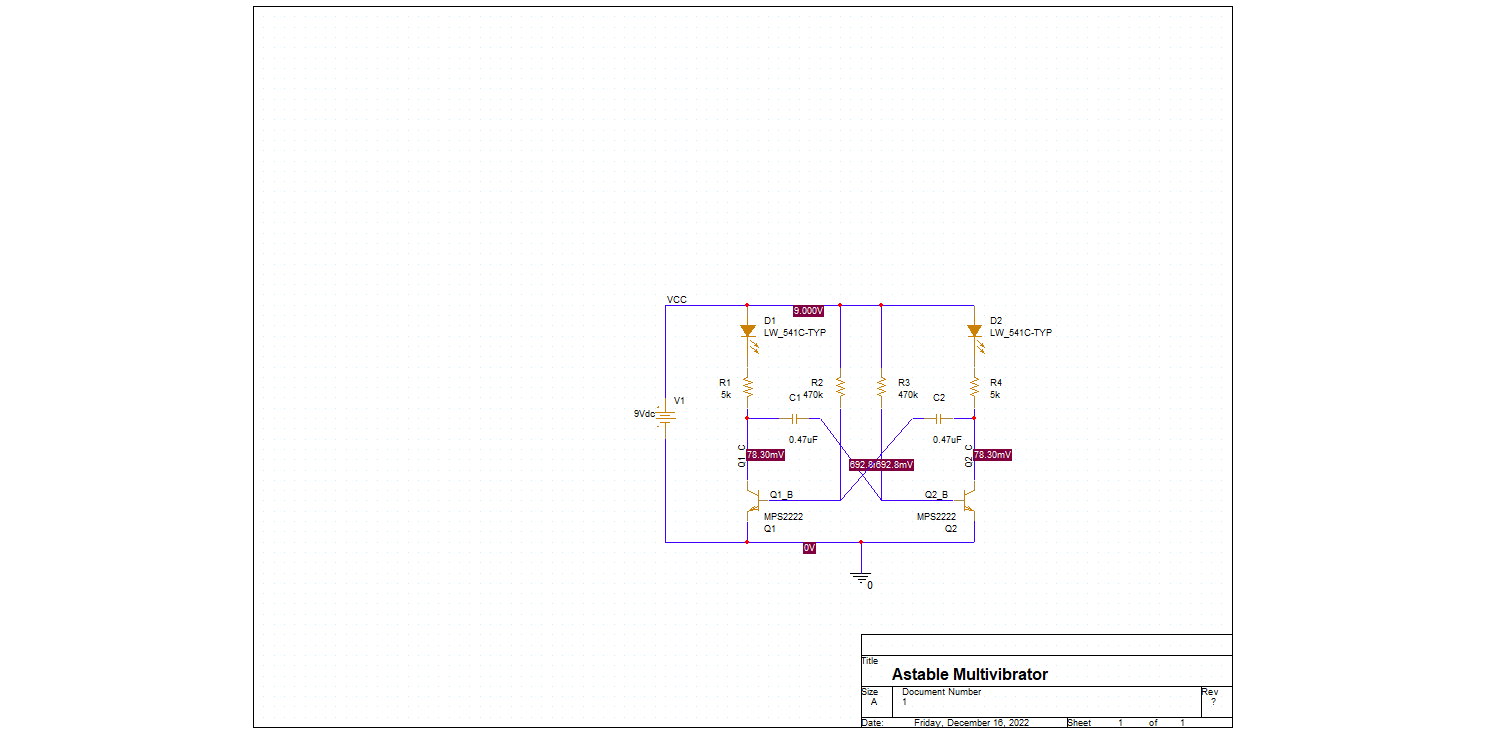 VCC
9.000V
D1
LW_541C-TYP
D2
LW_541C-TYP
R1
5k
R2
470k
R3
470k
R4
5k
C1
0.47uF
C2
0.47uF
V1
9Vdc
Q1_C
78.30mV
692.8
692.8mV
Q2_C
78.30mV
Q1_B
MPS2222
Q1
Q2_B
MPS2222
Q2
0V
0
Title
Astable Multivibrator
Size
A
Document Number
1
Rev
?
Date:
Friday, December 16, 2022
Sheet 1 of 1